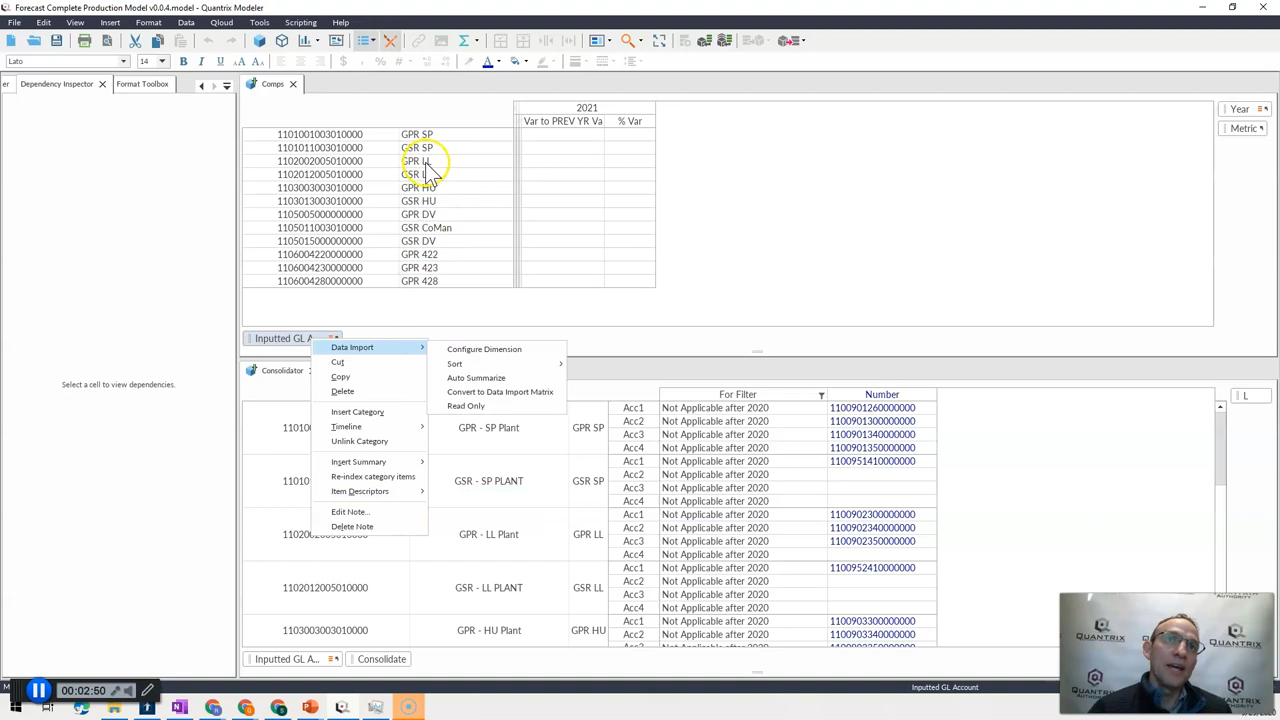 Forecast Complete Production Model v0.0.4.model - Quantrix Modeler
File Edit View Insert Format Data Qloud Tools Scripting Help
Lato 14
er Dependency Inspector Format Toolbox
Select a cell to view dependencies.
Comps
2021
Var to PREV YR Va % Var
1101001003010000 GPR SP
1101011003010000 GSR SP
1102002005010000 GPR LL
1102012005010000 GSR L
1103003003010000 GPR HU
1103013003010000 GSR HU
1105005000000000 GPR DV
1105011003010000 GSR CoMan
1105015000000000 GSR DV
1106004220000000 GPR 422
1106004230000000 GPR 423
1106004280000000 GPR 428
Year
Metric
Inputted GL A
Data Import
Cut
Copy
Delete
Insert Category
Timeline
Unlink Category
Insert Summary
Re-index category items
Item Descriptors
Edit Note...
Delete Note
Configure Dimension
Sort
Auto Summarize
Convert to Data Import Matrix
Read Only
Consolidator
For Filter Number
L
11010 GPR - SP Plant GPR SP
Acc1 Not Applicable after 2020 1100901260000000
Acc2 Not Applicable after 2020 1100901300000000
Acc3 Not Applicable after 2020 1100901340000000
Acc4 Not Applicable after 2020 1100901350000000
11010 GSR - SP PLANT GSR SP
Acc1 Not Applicable after 2020 1100951410000000
Acc2 Not Applicable after 2020
Acc3 Not Applicable after 2020
Acc4 Not Applicable after 2020
1102002005010000 GPR - LL Plant GPR LL
Acc1 Not Applicable after 2020 1100902300000000
Acc2 Not Applicable after 2020 1100902340000000
Acc3 Not Applicable after 2020 1100902350000000
Acc4 Not Applicable after 2020
1102012005010000 GSR - LL PLANT GSR LL
Acc1 Not Applicable after 2020 1100952410000000
Acc2 Not Applicable after 2020
Acc3 Not Applicable after 2020
Acc4 Not Applicable after 2020
1103003003010000 GPR - HU Plant GPR HU
Acc1 Not Applicable after 2020 1100903300000000
Acc2 Not Applicable after 2020 1100903340000000
Inputted GL A... Consolidate
Inputted GL Account
00:02:50
QUANTRIX
QUANTRIX
QUANTRIX
AUTHORITY